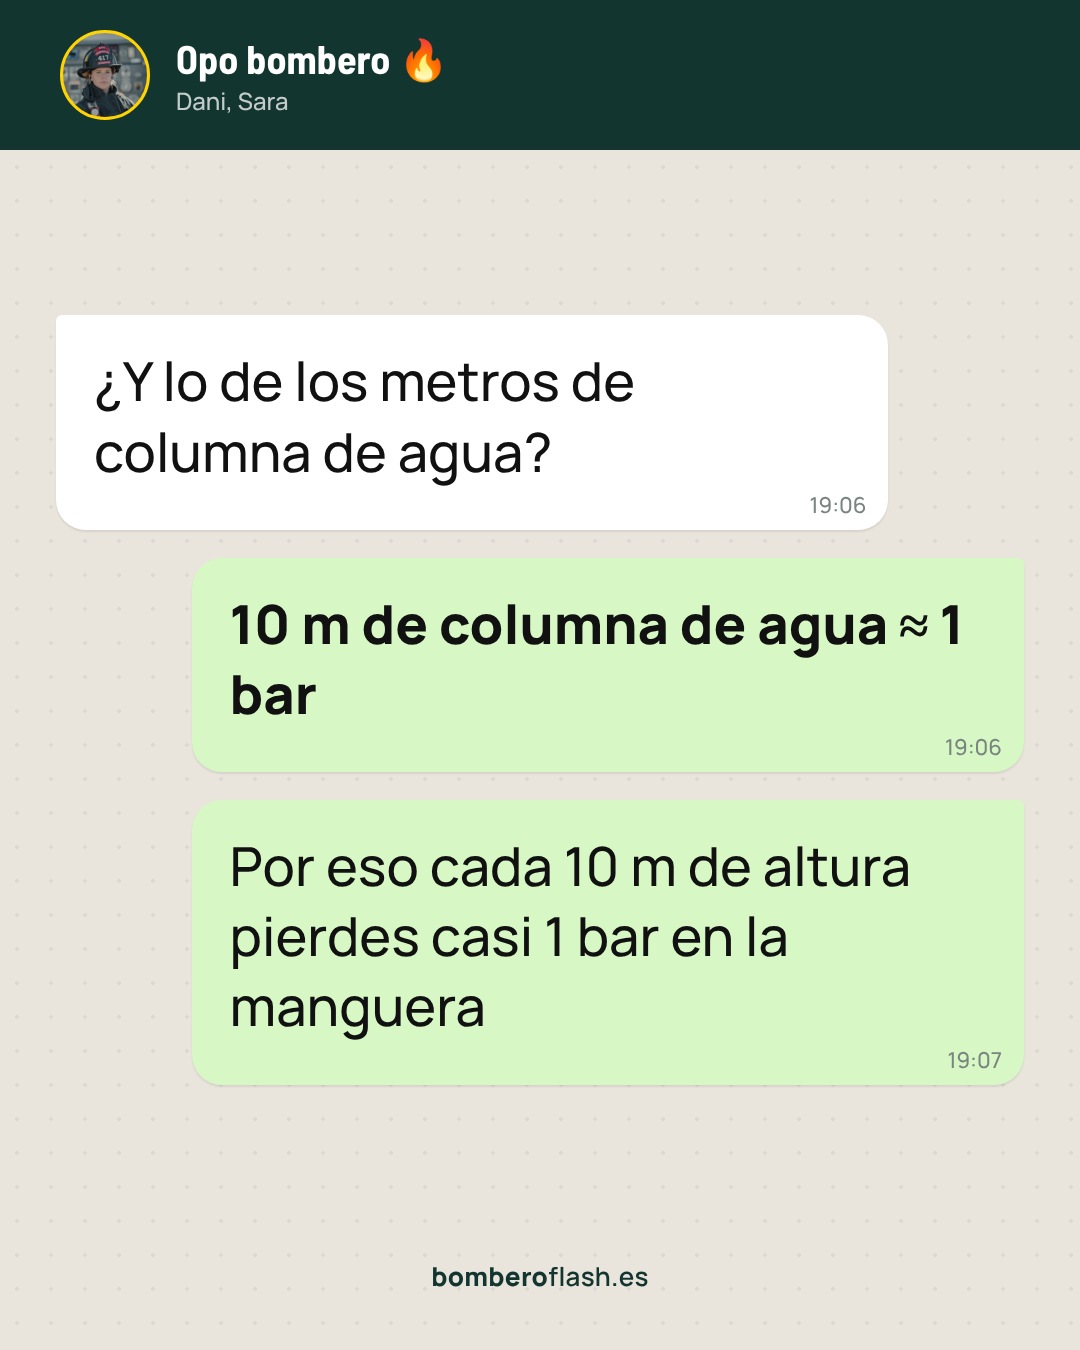 Opo bombero 🔥
Dani, Sara
¿Y lo de los metros de
columna de agua?
19:06
10 m de columna de agua ≈ 1
bar
19:06
Por eso cada 10 m de altura
pierdes casi 1 bar en la
manguera
19:07
bomberoflash.es